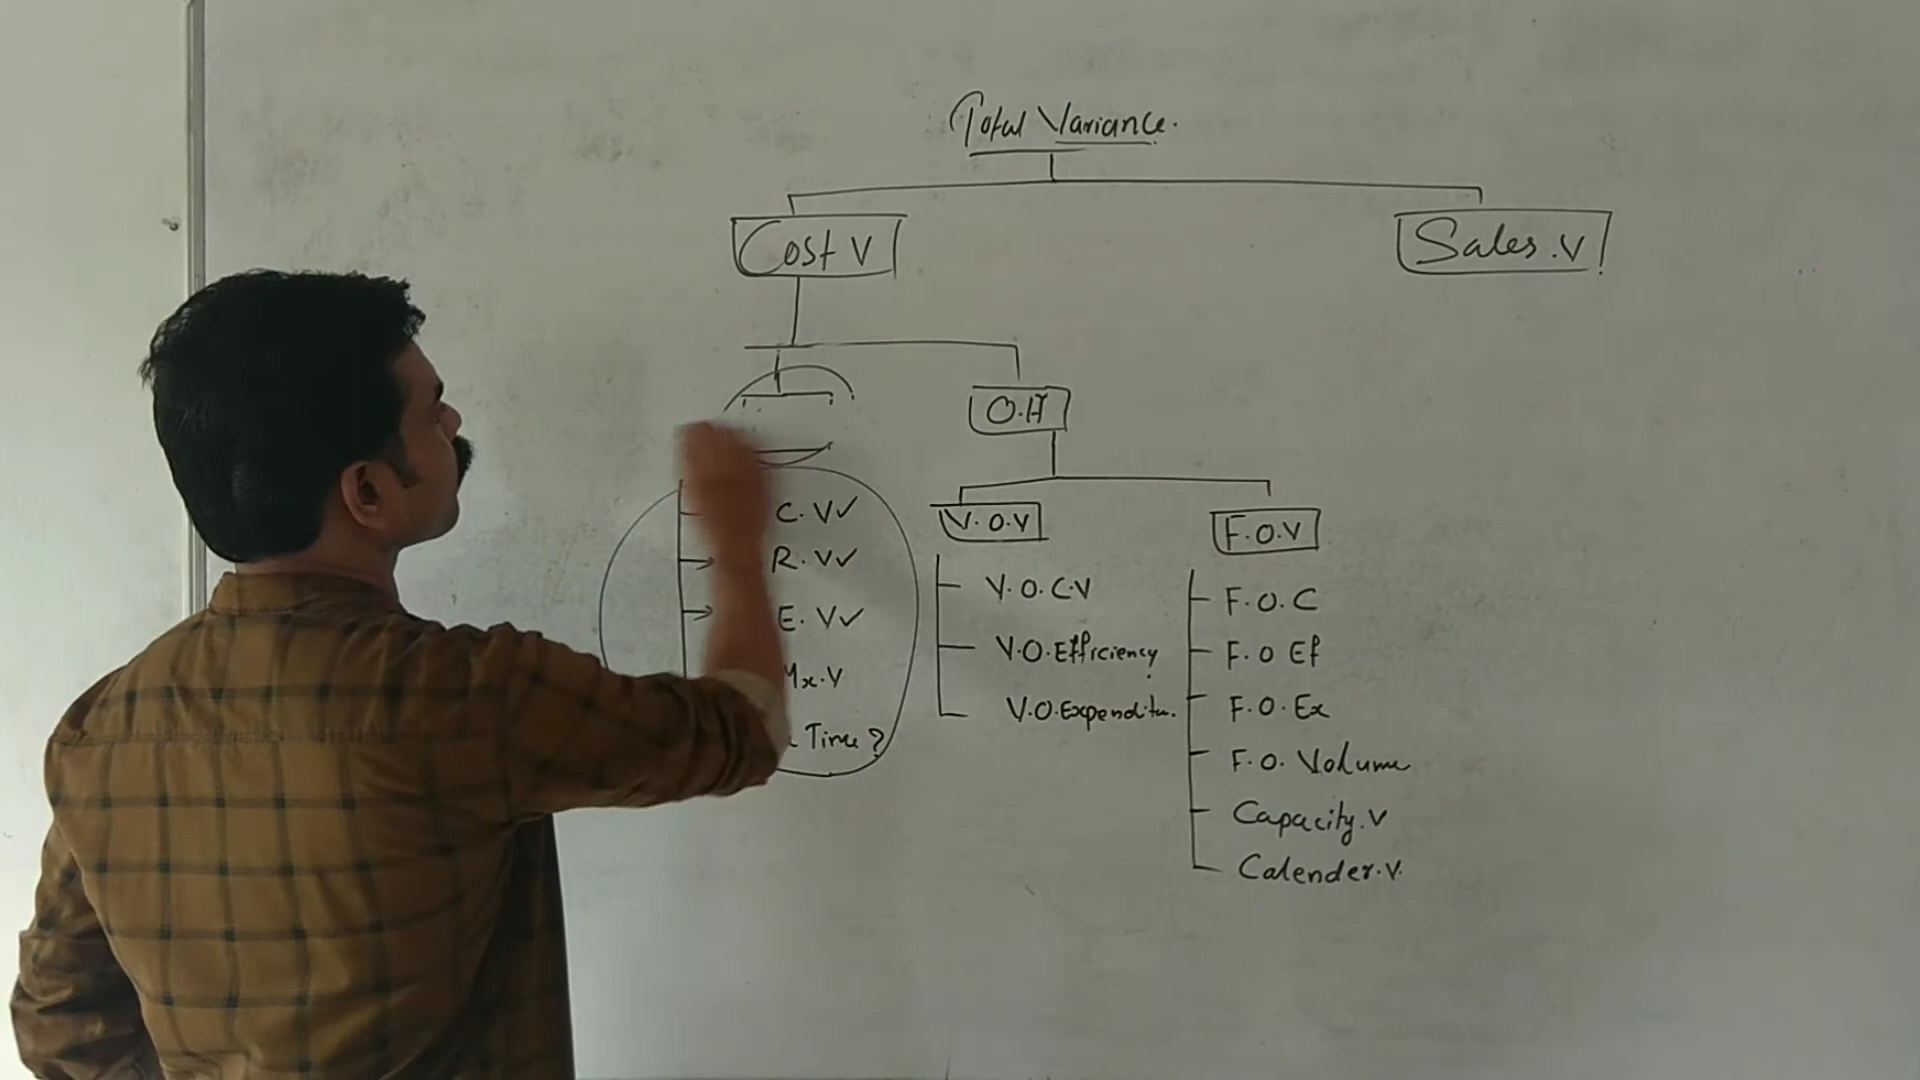 Total Variance.
Cost V
Sales.V
O.H
C.V✓
R.V✓
E.V✓
Mx.V
Time?
V.O.V
V.O.C.V
V.O.Efficiency
V.O.Expenditu.
F.O.V
F.O.C
F.O Ef
F.O.Ex
F.O. Volume
Capacity.V
Calender.V.